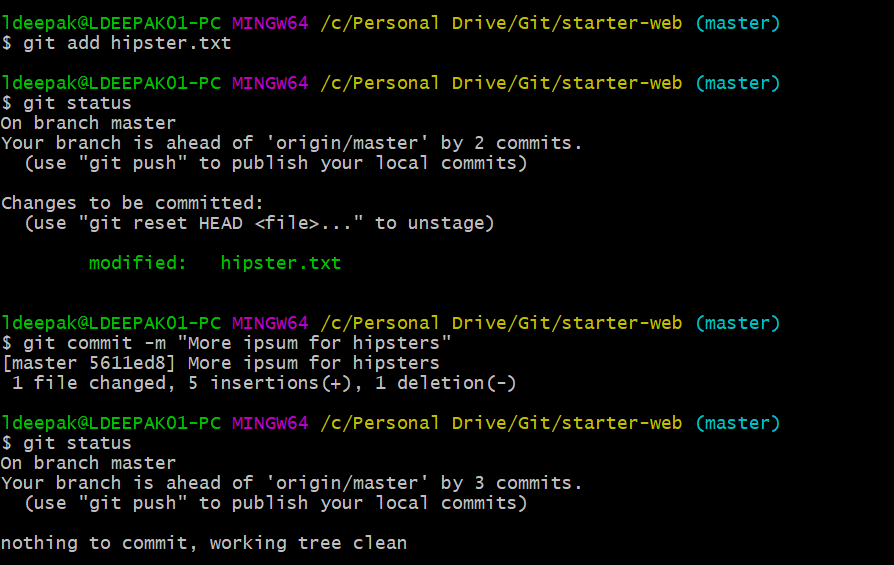 ldeepak@LDEEPAK01-PC MINGW64 /c/Personal Drive/Git/starter-web (master)
$ git add hipster.txt
ldeepak@LDEEPAK01-PC MINGW64 /c/Personal Drive/Git/starter-web (master)
$ git status
On branch master
Your branch is ahead of 'origin/master' by 2 commits.
  (use "git push" to publish your local commits)
Changes to be committed:
  (use "git reset HEAD <file>..." to unstage)
        modified:   hipster.txt
ldeepak@LDEEPAK01-PC MINGW64 /c/Personal Drive/Git/starter-web (master)
$ git commit -m "More ipsum for hipsters"
[master 5611ed8] More ipsum for hipsters
 1 file changed, 5 insertions(+), 1 deletion(-)
ldeepak@LDEEPAK01-PC MINGW64 /c/Personal Drive/Git/starter-web (master)
$ git status
On branch master
Your branch is ahead of 'origin/master' by 3 commits.
  (use "git push" to publish your local commits)
nothing to commit, working tree clean